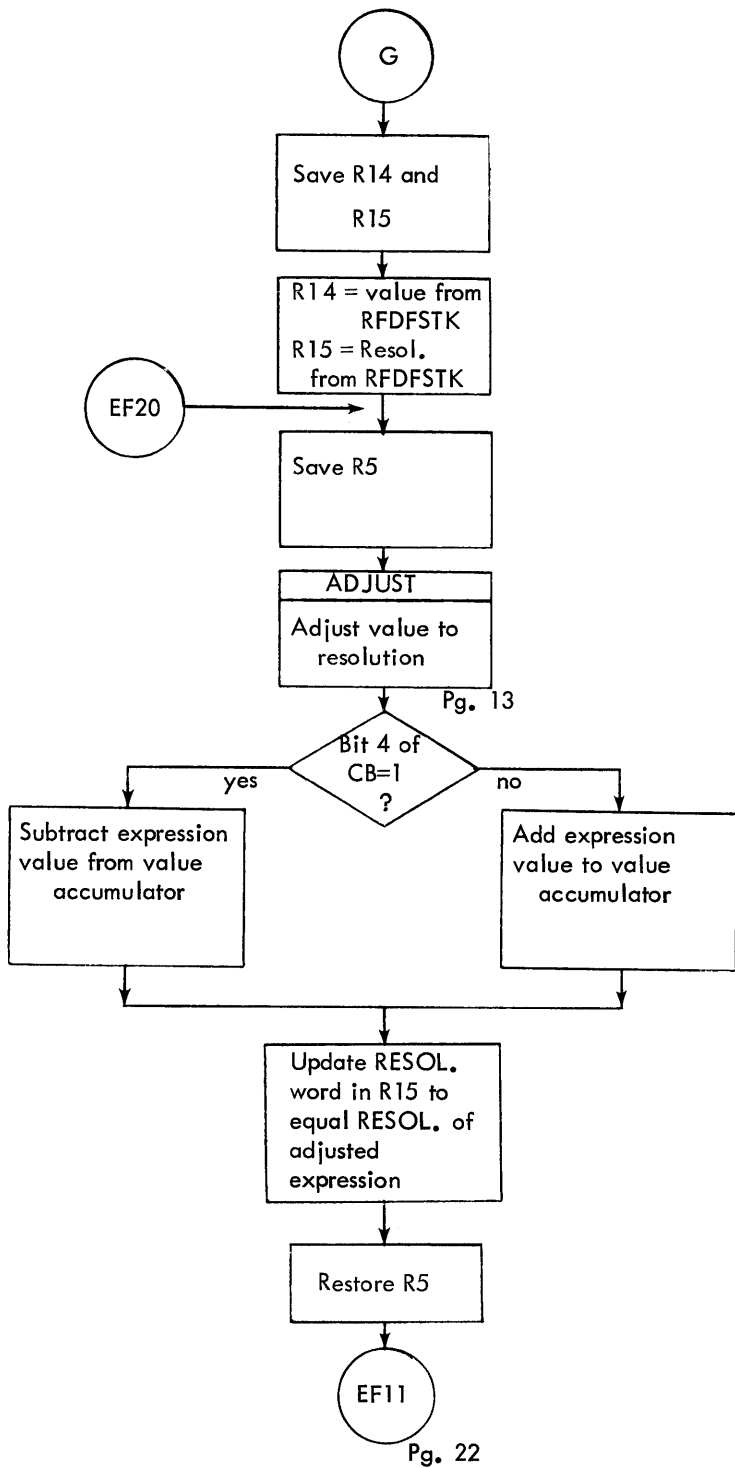 G
Save R14 and
R15
R14 = value from
RFDFSTK
R15 = Resol.
from RFDFSTK
EF20
Save R5
ADJUST
Adjust value to
resolution
Pg. 13
Bit 4 of
CB=1
?
yes
no
Subtract expression
value from value
accumulator
Add expression
value to value
accumulator
Update RESOL.
word in R15 to
equal RESOL. of
adjusted
expression
Restore R5
EF11
Pg. 22